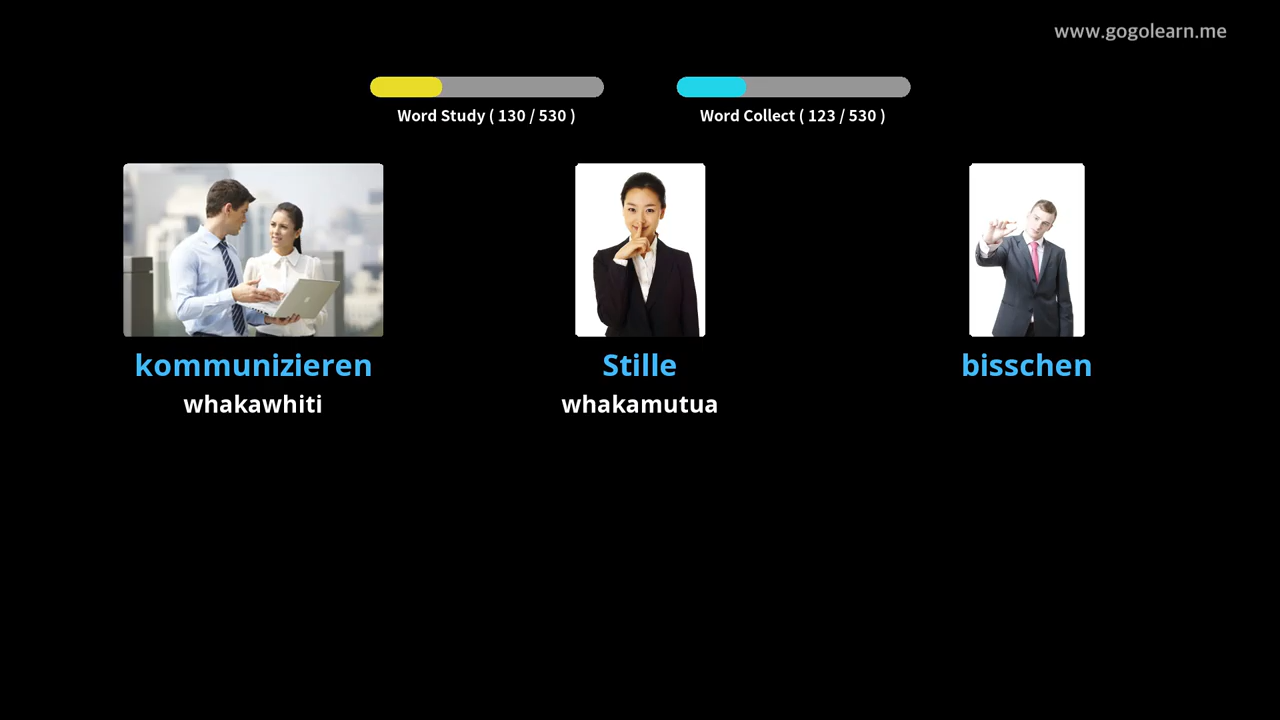 www.gogolearn.me
Word Study ( 130 / 530 )
Word Collect ( 123 / 530 )
kommunizieren
whakawhiti
Stille
whakamutua
bisschen